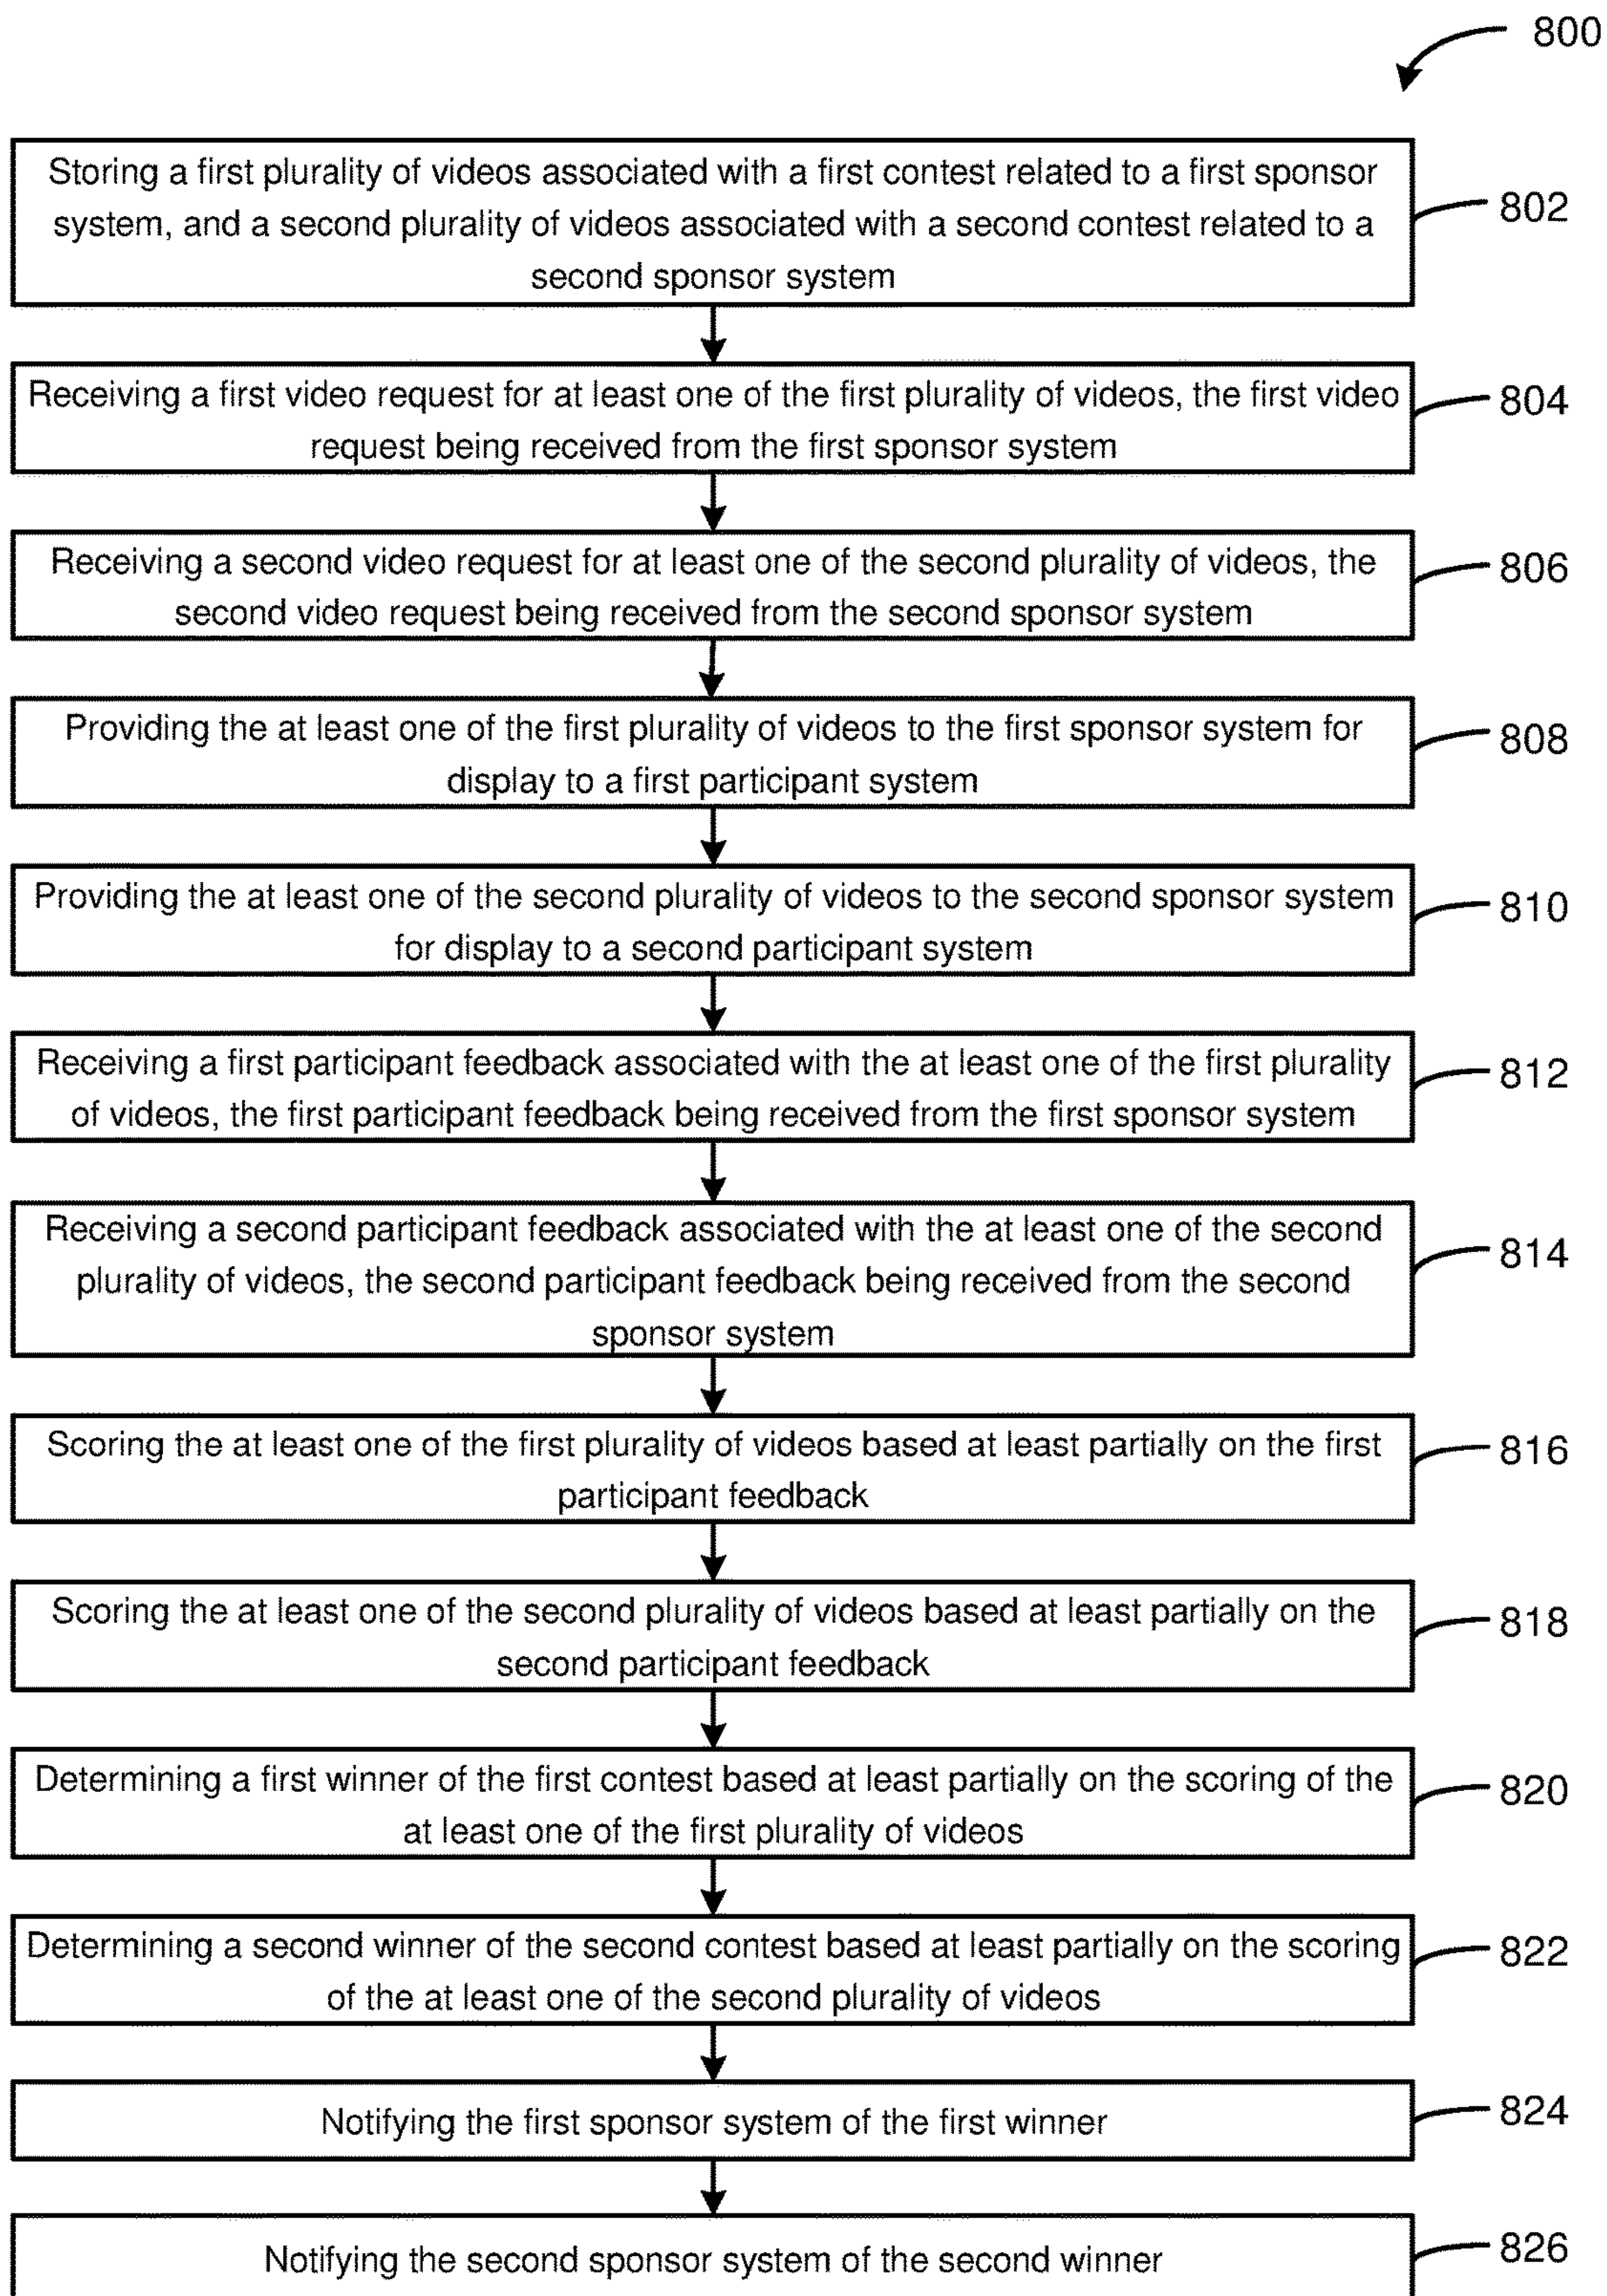 800
Storing a first plurality of videos associated with a first contest related to a first sponsor
system, and a second plurality of videos associated with a second contest related to a
second sponsor system
802
Receiving a first video request for at least one of the first plurality of videos, the first video
request being received from the first sponsor system
804
Receiving a second video request for at least one of the second plurality of videos, the
second video request being received from the second sponsor system
806
Providing the at least one of the first plurality of videos to the first sponsor system for
display to a first participant system
808
Providing the at least one of the second plurality of videos to the second sponsor system
for display to a second participant system
810
Receiving a first participant feedback associated with the at least one of the first plurality
of videos, the first participant feedback being received from the first sponsor system
812
Receiving a second participant feedback associated with the at least one of the second
plurality of videos, the second participant feedback being received from the second
sponsor system
814
Scoring the at least one of the first plurality of videos based at least partially on the first
participant feedback
816
Scoring the at least one of the second plurality of videos based at least partially on the
second participant feedback
818
Determining a first winner of the first contest based at least partially on the scoring of the
at least one of the first plurality of videos
820
Determining a second winner of the second contest based at least partially on the scoring
of the at least one of the second plurality of videos
822
Notifying the first sponsor system of the first winner
824
Notifying the second sponsor system of the second winner
826